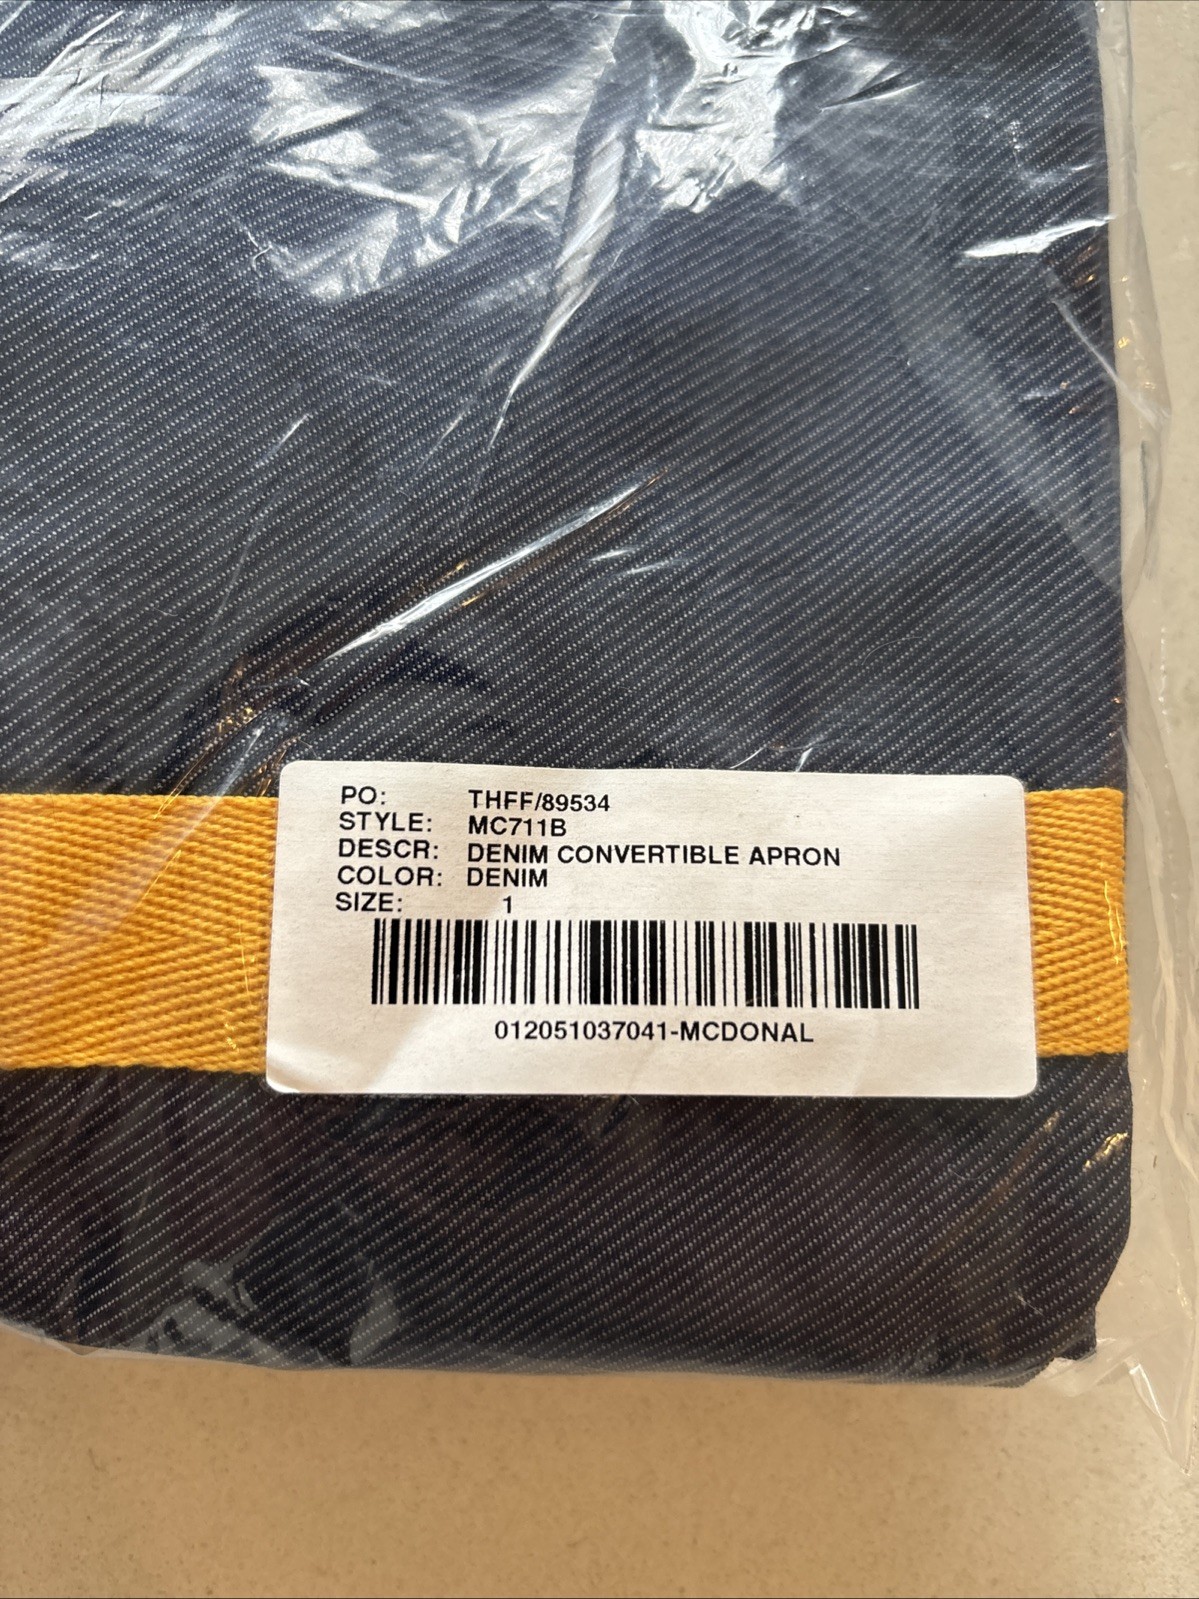 PO: THFF/89534
STYLE: MC711B
DESCR: DENIM CONVERTIBLE APRON
COLOR: DENIM
SIZE: 1
012051037041-MCDONAL